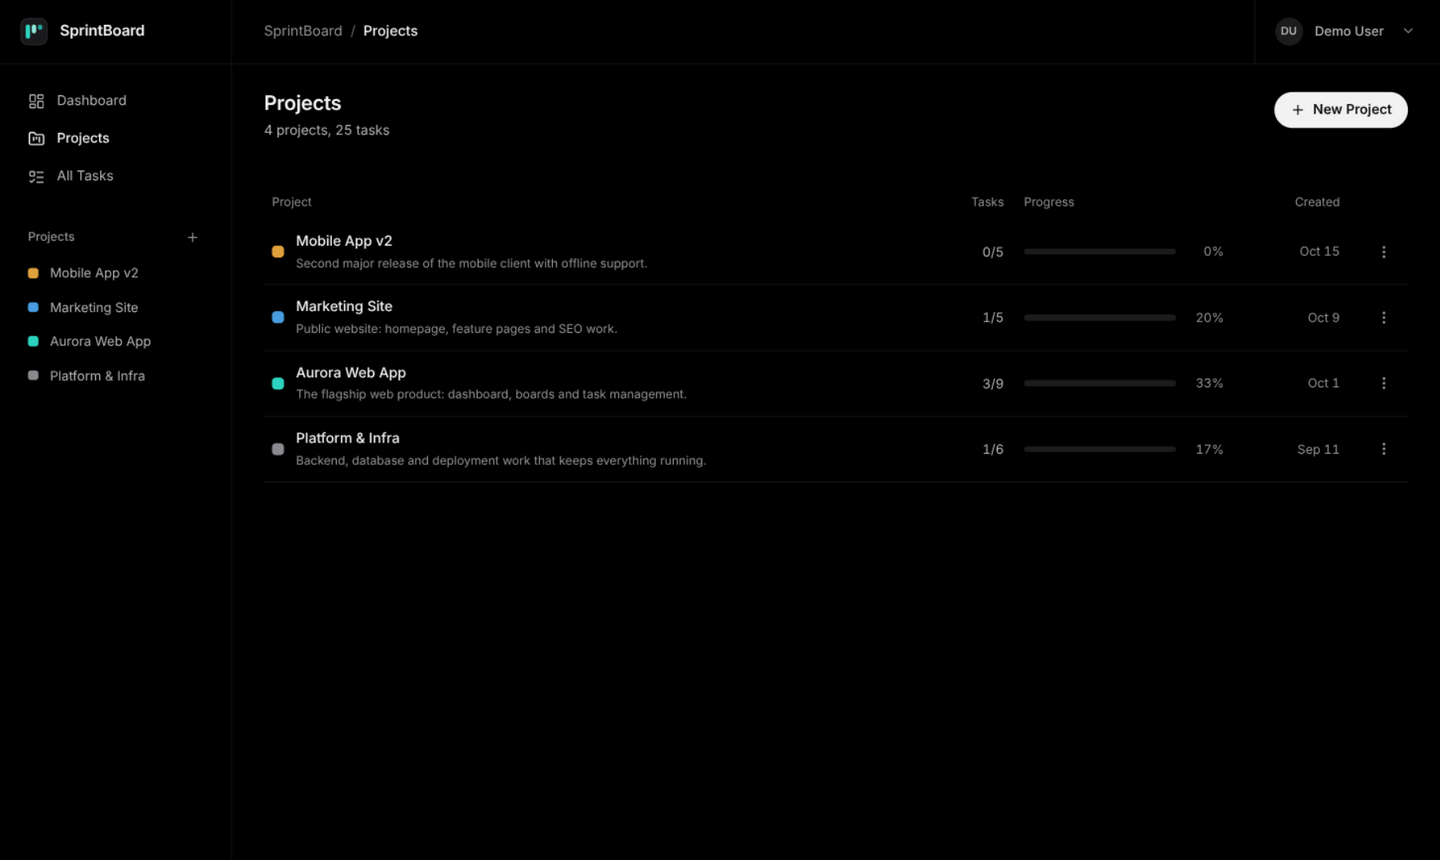 SprintBoard
SprintBoard / Projects
DU Demo User
Dashboard
Projects
All Tasks
Projects
Mobile App v2
Marketing Site
Aurora Web App
Platform & Infra
Projects
4 projects, 25 tasks
New Project
Project Tasks Progress Created
Mobile App v2
Second major release of the mobile client with offline support.
0/5 0% Oct 15
Marketing Site
Public website: homepage, feature pages and SEO work.
1/5 20% Oct 9
Aurora Web App
The flagship web product: dashboard, boards and task management.
3/9 33% Oct 1
Platform & Infra
Backend, database and deployment work that keeps everything running.
1/6 17% Sep 11